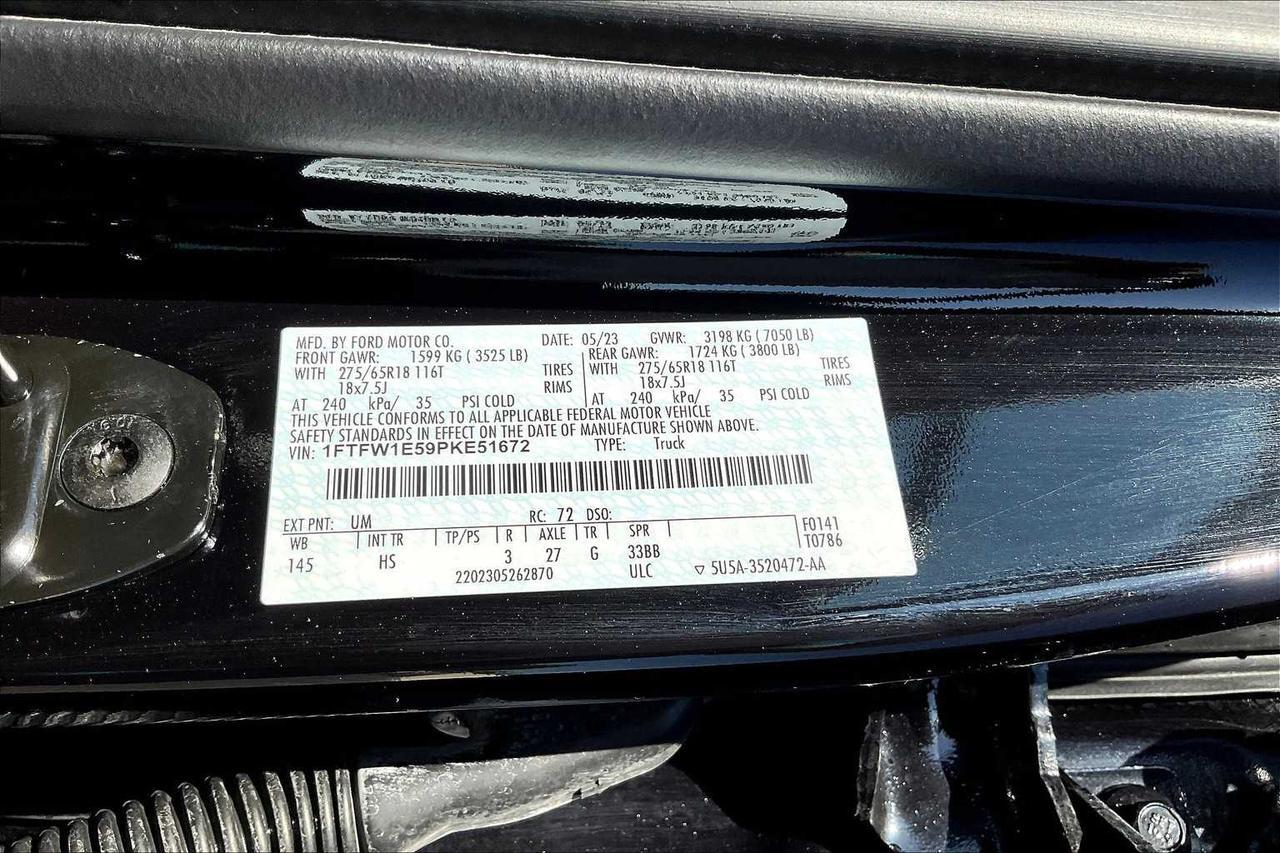 MFD. BY FORD MOTOR CO. DATE: 05/23 GVWR: 3198 KG ( 7050 LB)
FRONT GAWR: 1599 KG ( 3525 LB) REAR GAWR: 1724 KG ( 3800 LB)
WITH 275/65R18 116T TIRES WITH 275/65R18 116T TIRES
18x7.5J RIMS 18x7.5J RIMS
AT 240 kPa/ 35 PSI COLD AT 240 kPa/ 35 PSI COLD
THIS VEHICLE CONFORMS TO ALL APPLICABLE FEDERAL MOTOR VEHICLE
SAFETY STANDARDS IN EFFECT ON THE DATE OF MANUFACTURE SHOWN ABOVE.
VIN: 1FTFW1E59PKE51672 TYPE: Truck
EXT PNT: UM RC: 72 DSO:
WB INT TR TP/PS R AXLE TR SPR F0141
145 HS 3 27 G 33BB T0786
2202305262870 ULC ▽ 5U5A-3520472-AA